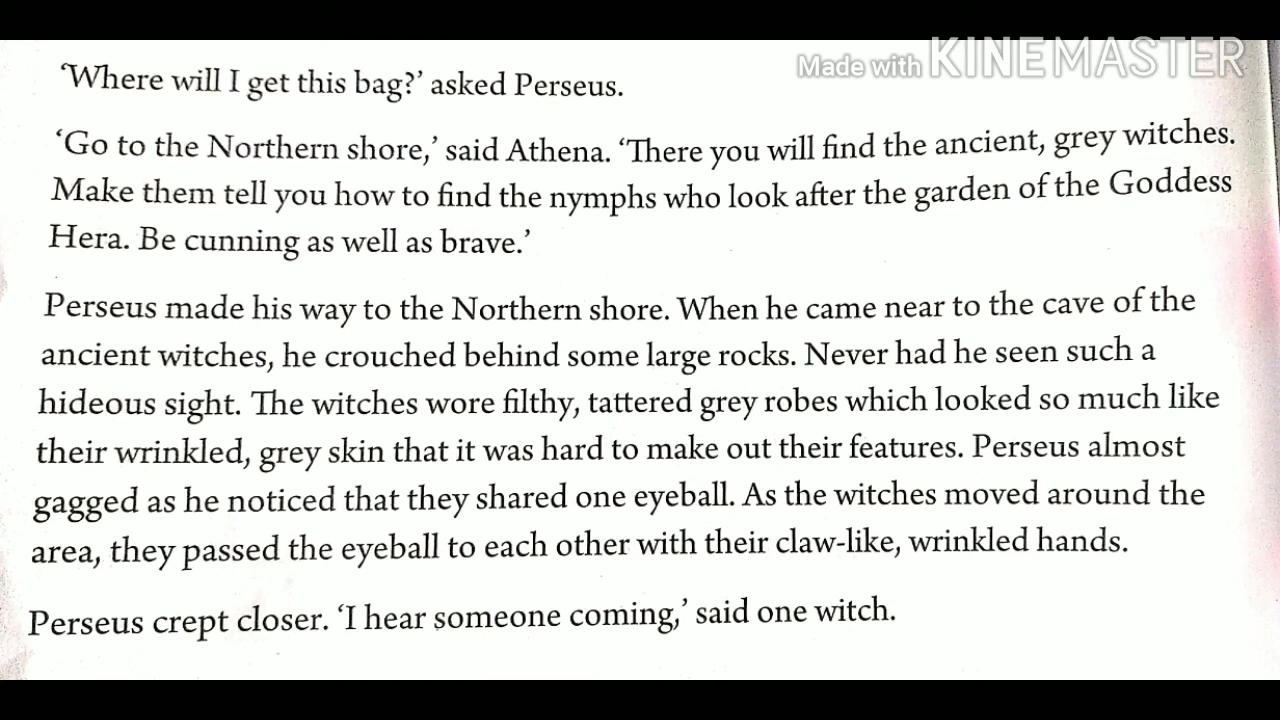 Made with KINEMASTER
‘Where will I get this bag?’ asked Perseus.
‘Go to the Northern shore,’ said Athena. ‘There you will find the ancient, grey witches.
Make them tell you how to find the nymphs who look after the garden of the Goddess
Hera. Be cunning as well as brave.’
Perseus made his way to the Northern shore. When he came near to the cave of the
ancient witches, he crouched behind some large rocks. Never had he seen such a
hideous sight. The witches wore filthy, tattered grey robes which looked so much like
their wrinkled, grey skin that it was hard to make out their features. Perseus almost
gagged as he noticed that they shared one eyeball. As the witches moved around the
area, they passed the eyeball to each other with their claw-like, wrinkled hands.
Perseus crept closer. ‘I hear someone coming,’ said one witch.